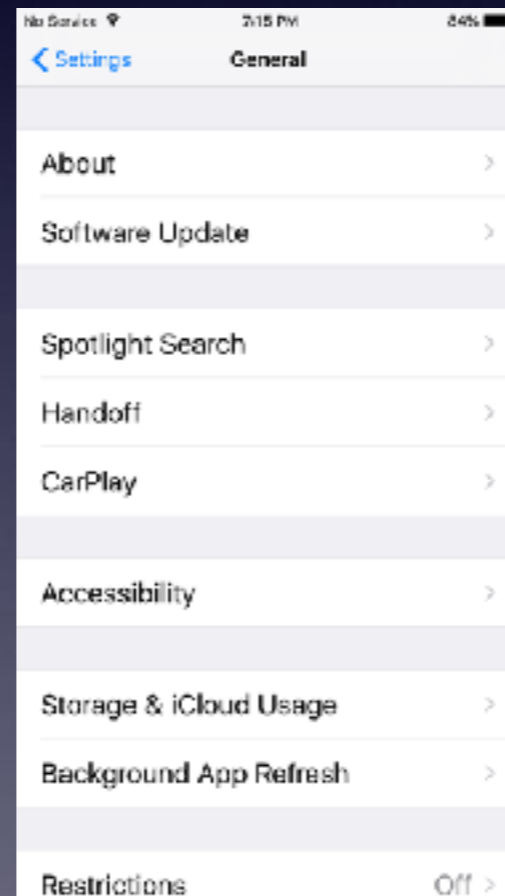 No Service 7:15 PM 84%
Settings General
About
Software Update
Spotlight Search
Handoff
CarPlay
Accessibility
Storage & iCloud Usage
Background App Refresh
Restrictions Off